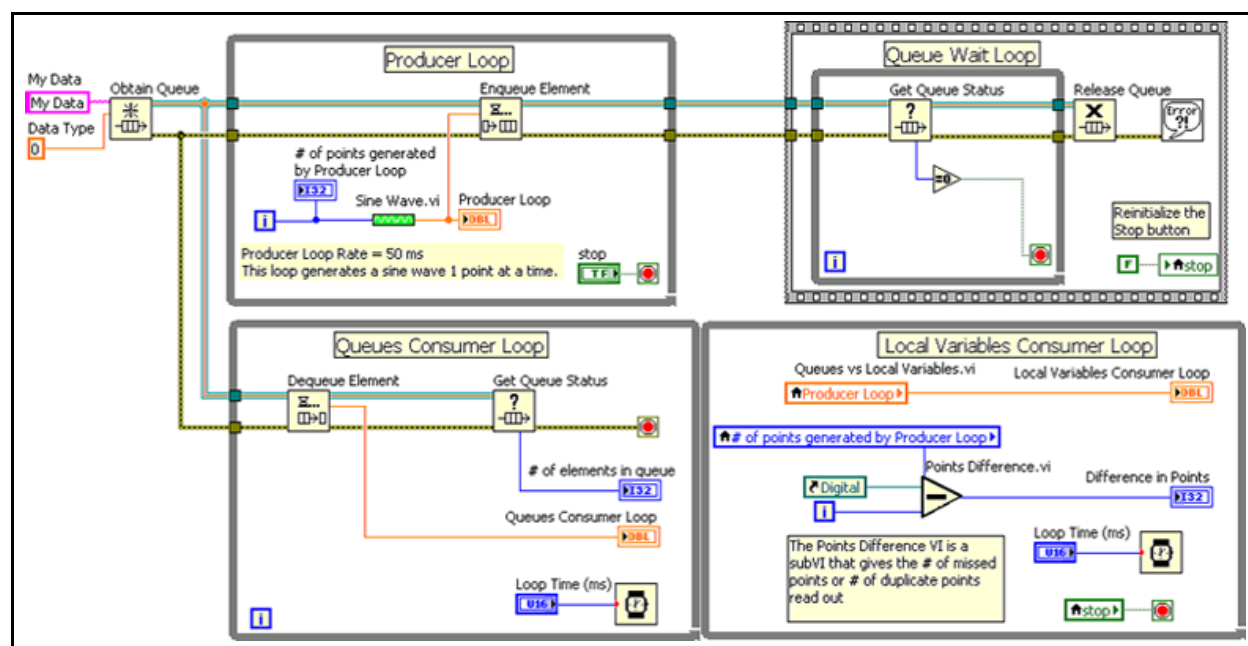 My Data
My Data
Obtain Queue
Data Type
0
Producer Loop
Enqueue Element
# of points generated
by Producer Loop
I32
i
Sine Wave.vi
Producer Loop
DBL
Producer Loop Rate = 50 ms
This loop generates a sine wave 1 point at a time.
stop
TF
Queue Wait Loop
Get Queue Status
?
=0
i
Release Queue
X
Error
?!
Reinitialize the
Stop button
F
stop
Queues Consumer Loop
Dequeue Element
Get Queue Status
?
# of elements in queue
I32
Queues Consumer Loop
DBL
Loop Time (ms)
U16
i
Local Variables Consumer Loop
Queues vs Local Variables.vi
Producer Loop
Local Variables Consumer Loop
DBL
# of points generated by Producer Loop
Points Difference.vi
Digital
i
Difference in Points
I32
The Points Difference VI is a
subVI that gives the # of missed
points or # of duplicate points
read out
Loop Time (ms)
U16
stop